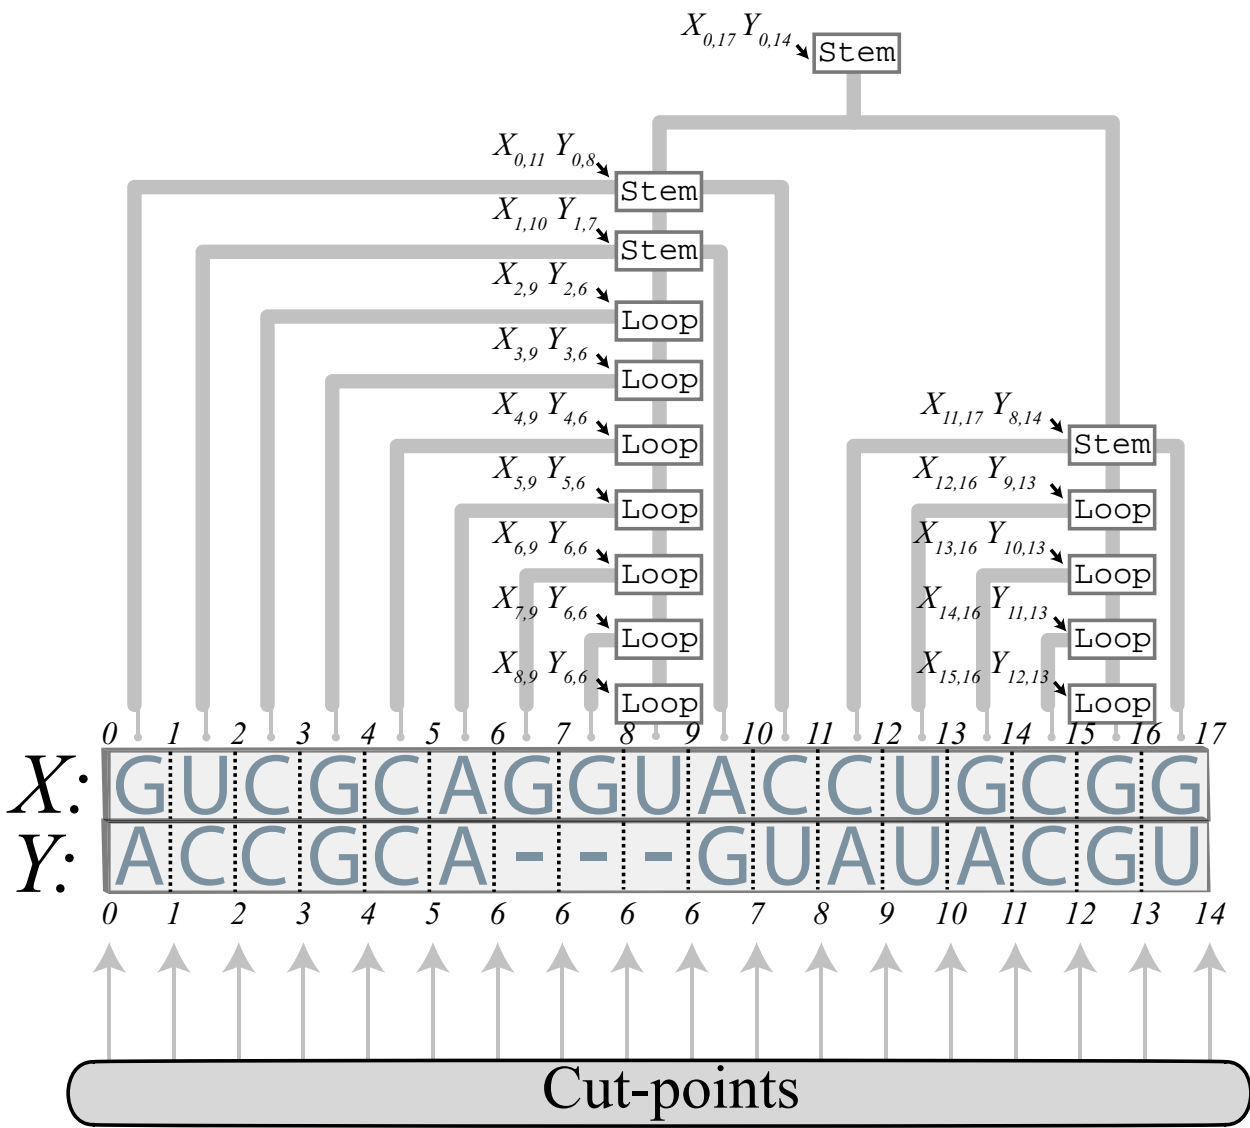 X0,17 Y0,14 Stem
X0,11 Y0,8 Stem
X1,10 Y1,7 Stem
X2,9 Y2,6 Loop
X3,9 Y3,6 Loop
X4,9 Y4,6 Loop
X11,17 Y8,14 Stem
X5,9 Y5,6 Loop
X12,16 Y9,13 Loop
X6,9 Y6,6 Loop
X13,16 Y10,13 Loop
X7,9 Y6,6 Loop
X14,16 Y11,13 Loop
X8,9 Y6,6 Loop
X15,16 Y12,13 Loop
0 1 2 3 4 5 6 7 8 9 10 11 12 13 14 15 16 17
X: G U C G C A G G U A C C U G C G G
Y: A C C G C A - - - G U A U A C G U
0 1 2 3 4 5 6 6 6 6 7 8 9 10 11 12 13 14
Cut-points